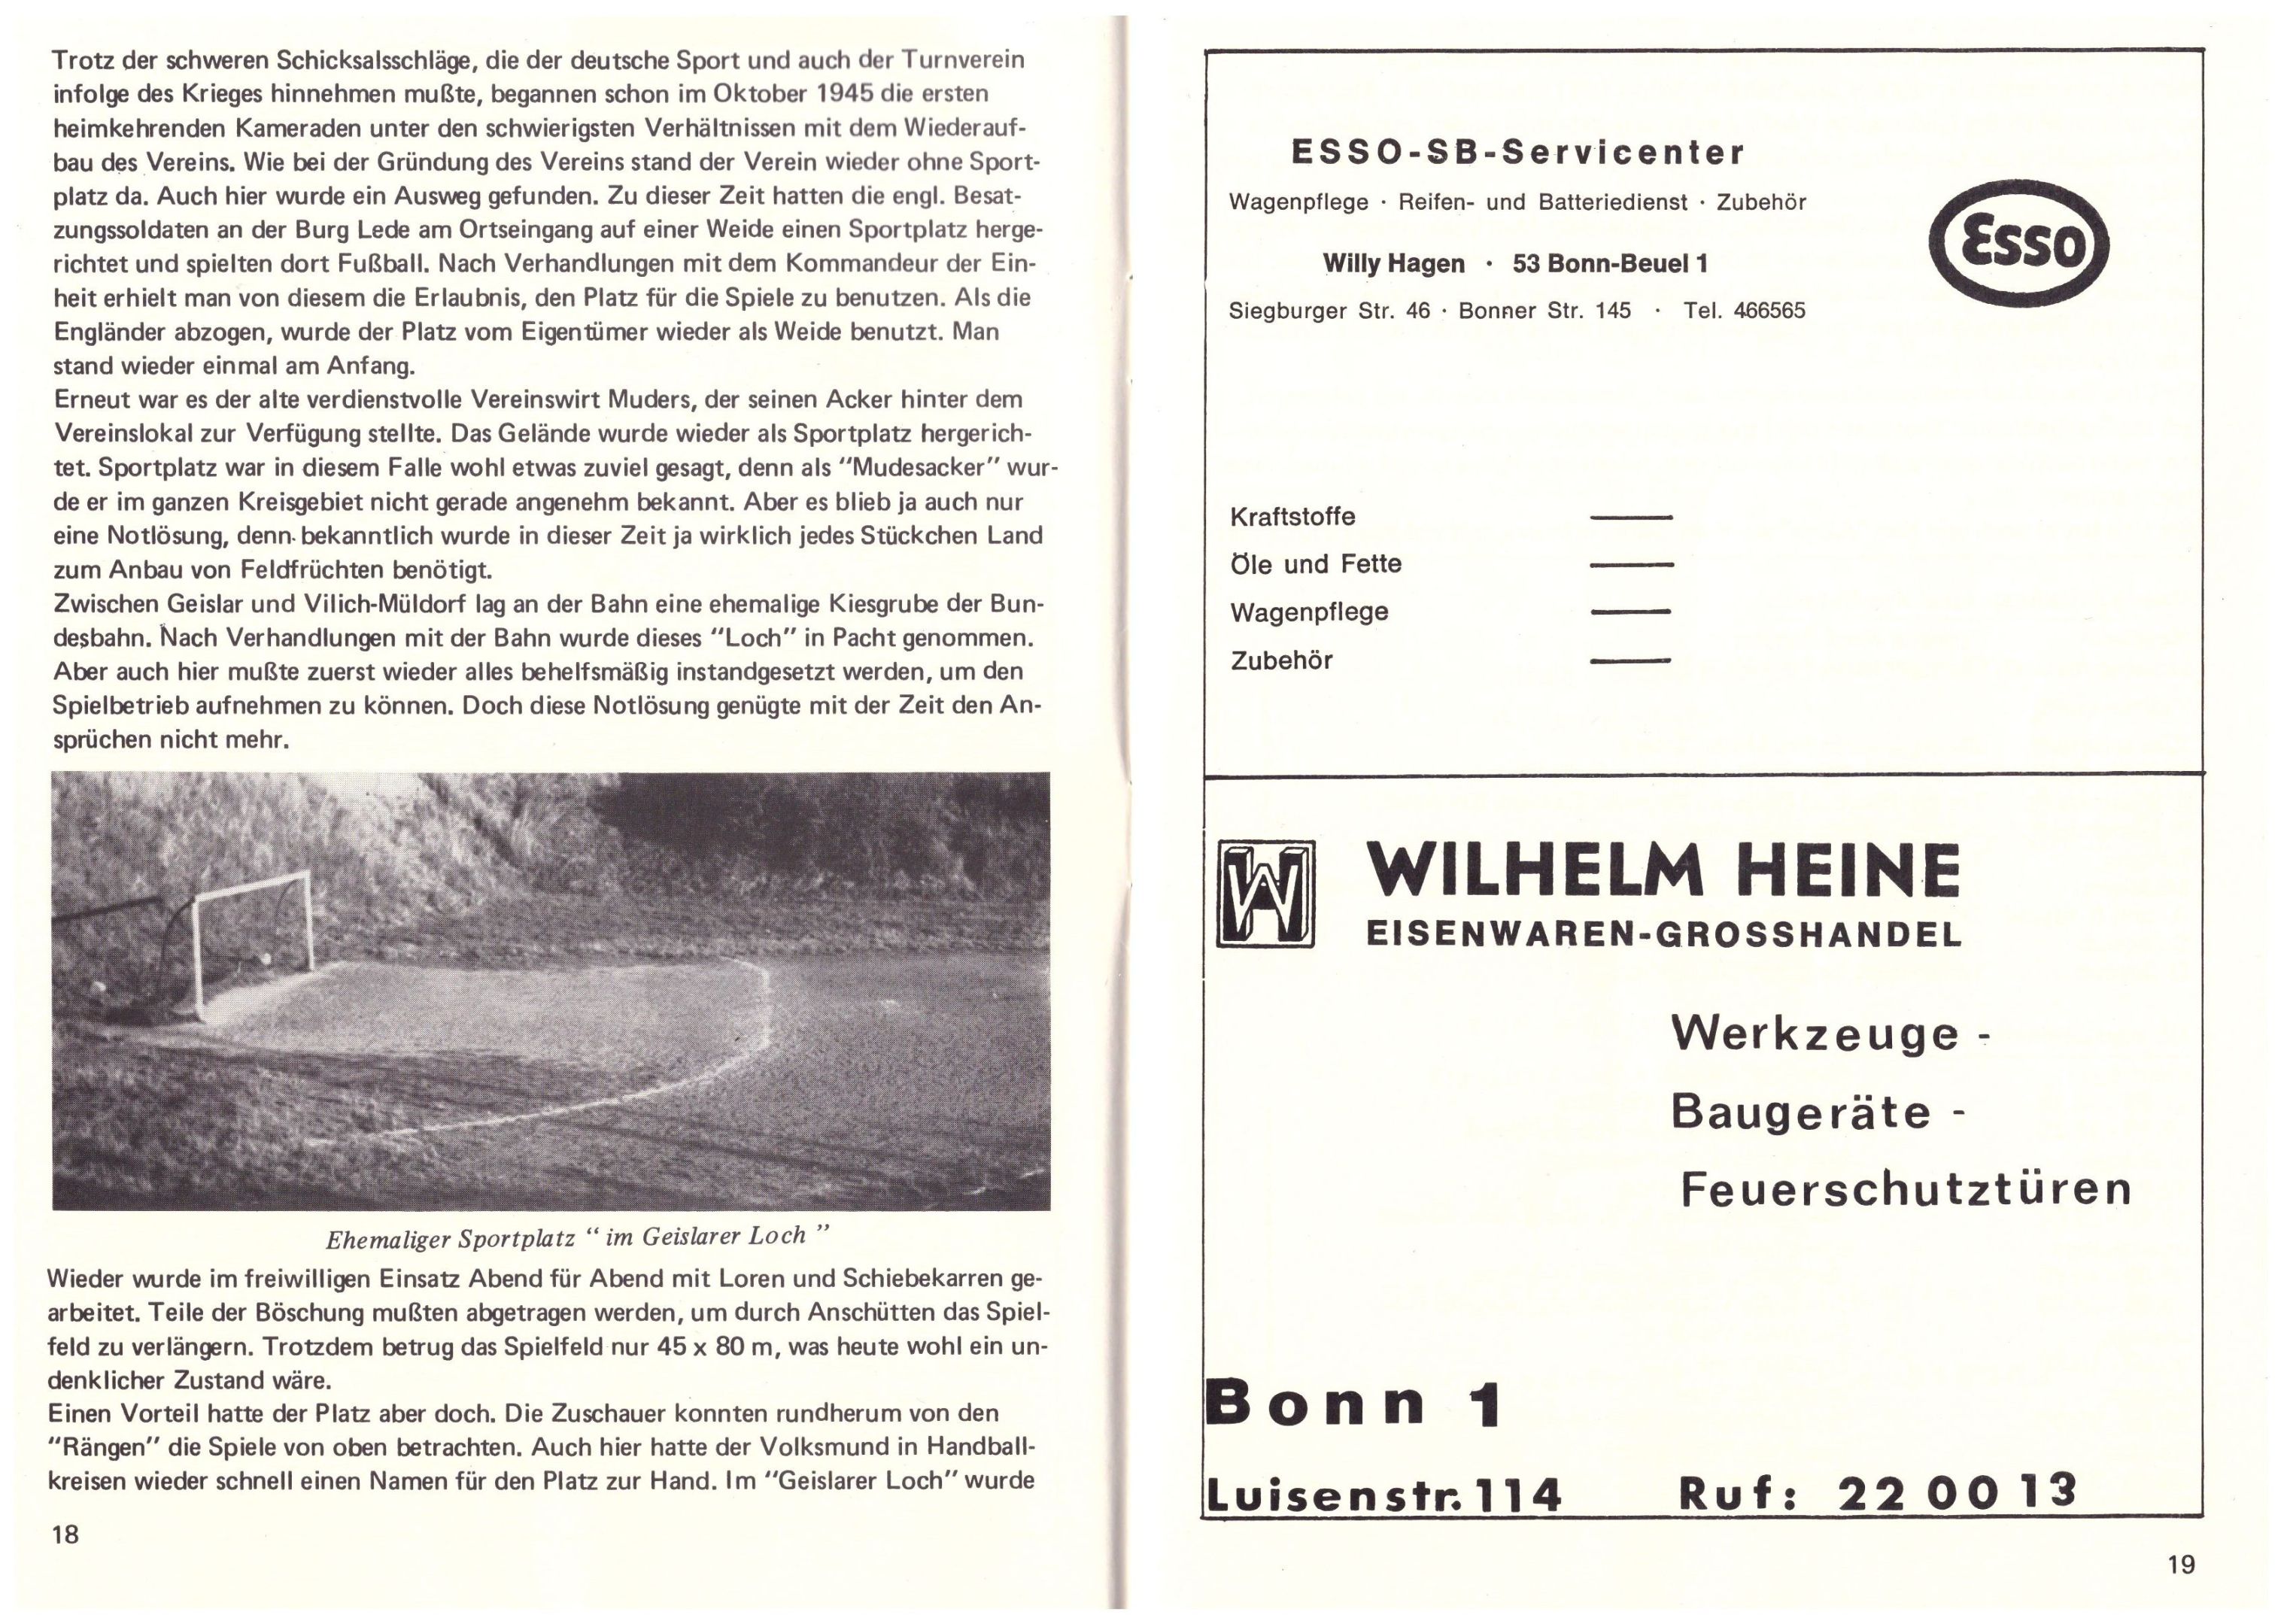 Trotz der schweren Schicksalsschläge, die der deutsche Sport und auch der Turnverein
infolge des Krieges hinnehmen mußte, begannen schon im Oktober 1945 die ersten
heimkehrenden Kameraden unter den schwierigsten Verhältnissen mit dem Wiederauf-
bau des Vereins. Wie bei der Gründung des Vereins stand der Verein wieder ohne Sport-
platz da. Auch hier wurde ein Ausweg gefunden. Zu dieser Zeit hatten die engl. Besat-
zungssoldaten an der Burg Lede am Ortseingang auf einer Weide einen Sportplatz herge-
richtet und spielten dort Fußball. Nach Verhandlungen mit dem Kommandeur der Ein-
heit erhielt man von diesem die Erlaubnis, den Platz für die Spiele zu benutzen. Als die
Engländer abzogen, wurde der Platz vom Eigentümer wieder als Weide benutzt. Man
stand wieder einmal am Anfang.
Erneut war es der alte verdienstvolle Vereinswirt Muders, der seinen Acker hinter dem
Vereinslokal zur Verfügung stellte. Das Gelände wurde wieder als Sportplatz hergerich-
tet. Sportplatz war in diesem Falle wohl etwas zuviel gesagt, denn als "Mudesacker" wur-
de er im ganzen Kreisgebiet nicht gerade angenehm bekannt. Aber es blieb ja auch nur
eine Notlösung, denn bekanntlich wurde in dieser Zeit ja wirklich jedes Stückchen Land
zum Anbau von Feldfrüchten benötigt.
Zwischen Geislar und Vilich-Müldorf lag an der Bahn eine ehemalige Kiesgrube der Bun-
desbahn. Nach Verhandlungen mit der Bahn wurde dieses "Loch" in Pacht genommen.
Aber auch hier mußte zuerst wieder alles behelfsmäßig instandgesetzt werden, um den
Spielbetrieb aufnehmen zu können. Doch diese Notlösung genügte mit der Zeit den An-
sprüchen nicht mehr.
Ehemaliger Sportplatz " im Geislarer Loch "
Wieder wurde im freiwilligen Einsatz Abend für Abend mit Loren und Schiebekarren ge-
arbeitet. Teile der Böschung mußten abgetragen werden, um durch Anschütten das Spiel-
feld zu verlängern. Trotzdem betrug das Spielfeld nur 45 x 80 m, was heute wohl ein un-
denklicher Zustand wäre.
Einen Vorteil hatte der Platz aber doch. Die Zuschauer konnten rundherum von den
"Rängen" die Spiele von oben betrachten. Auch hier hatte der Volksmund in Handball-
kreisen wieder schnell einen Namen für den Platz zur Hand. Im "Geislarer Loch" wurde
18
ESSO-SB-Servicenter
Wagenpflege · Reifen- und Batteriedienst · Zubehör
Willy Hagen · 53 Bonn-Beuel 1
Siegburger Str. 46 · Bonner Str. 145 · Tel. 466565
Esso
Kraftstoffe
Öle und Fette
Wagenpflege
Zubehör
WILHELM HEINE
EISENWAREN-GROSSHANDEL
Werkzeuge -
Baugeräte -
Feuerschutztüren
Bonn 1
Luisenstr. 114 Ruf: 22 00 13
19